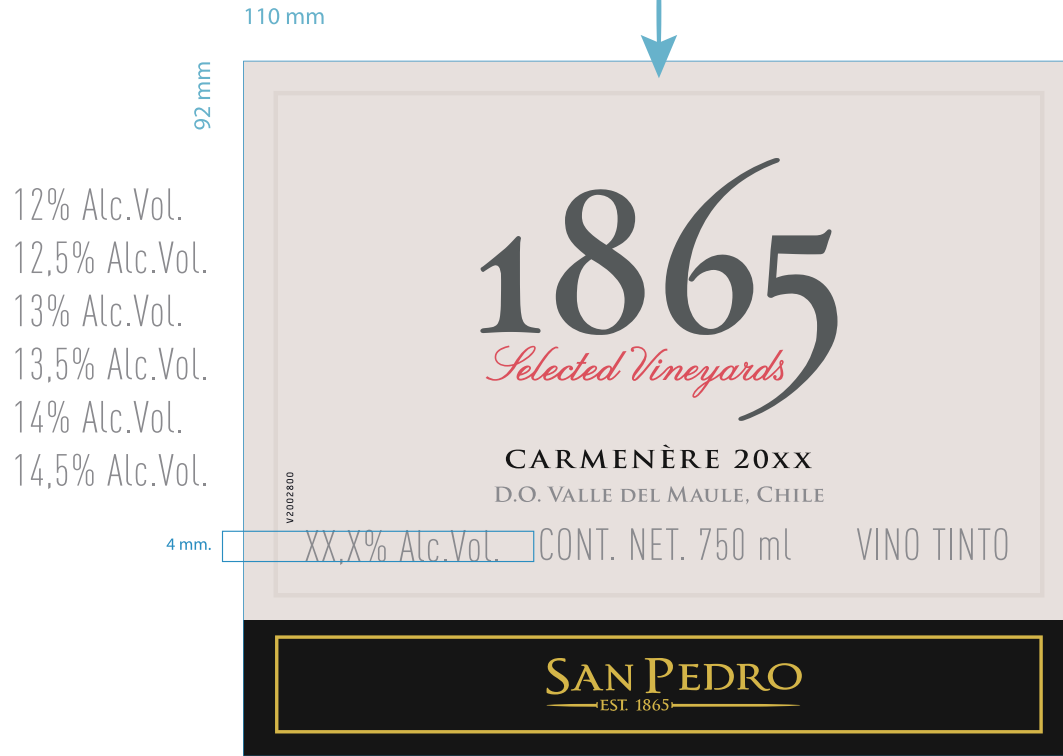 110 mm
92 mm
12% Alc.Vol.
12,5% Alc.Vol.
13% Alc.Vol.
13,5% Alc.Vol.
14% Alc.Vol.
14,5% Alc.Vol.
1865
Selected Vineyards
CARMENÈRE 20XX
D.O. VALLE DEL MAULE, CHILE
V2002800
4 mm.
XX,X% Alc.Vol. CONT. NET. 750 ml VINO TINTO
SAN PEDRO
EST. 1865